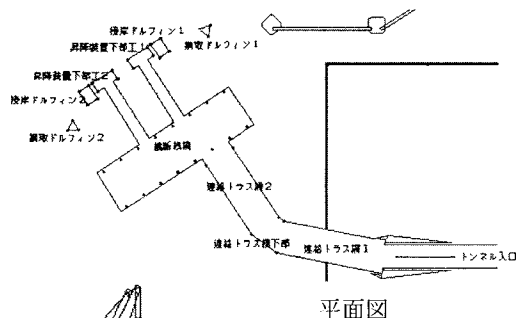 接岸ドルフィン1
綱取ドルフィン1
昇降装置下部工1
昇降装置下部工2
接岸ドルフィン2
綱取ドルフィン2
横断桟橋
連絡トラス橋2
連絡トラス橋下部
連絡トラス橋1
トンネル入口
平面図